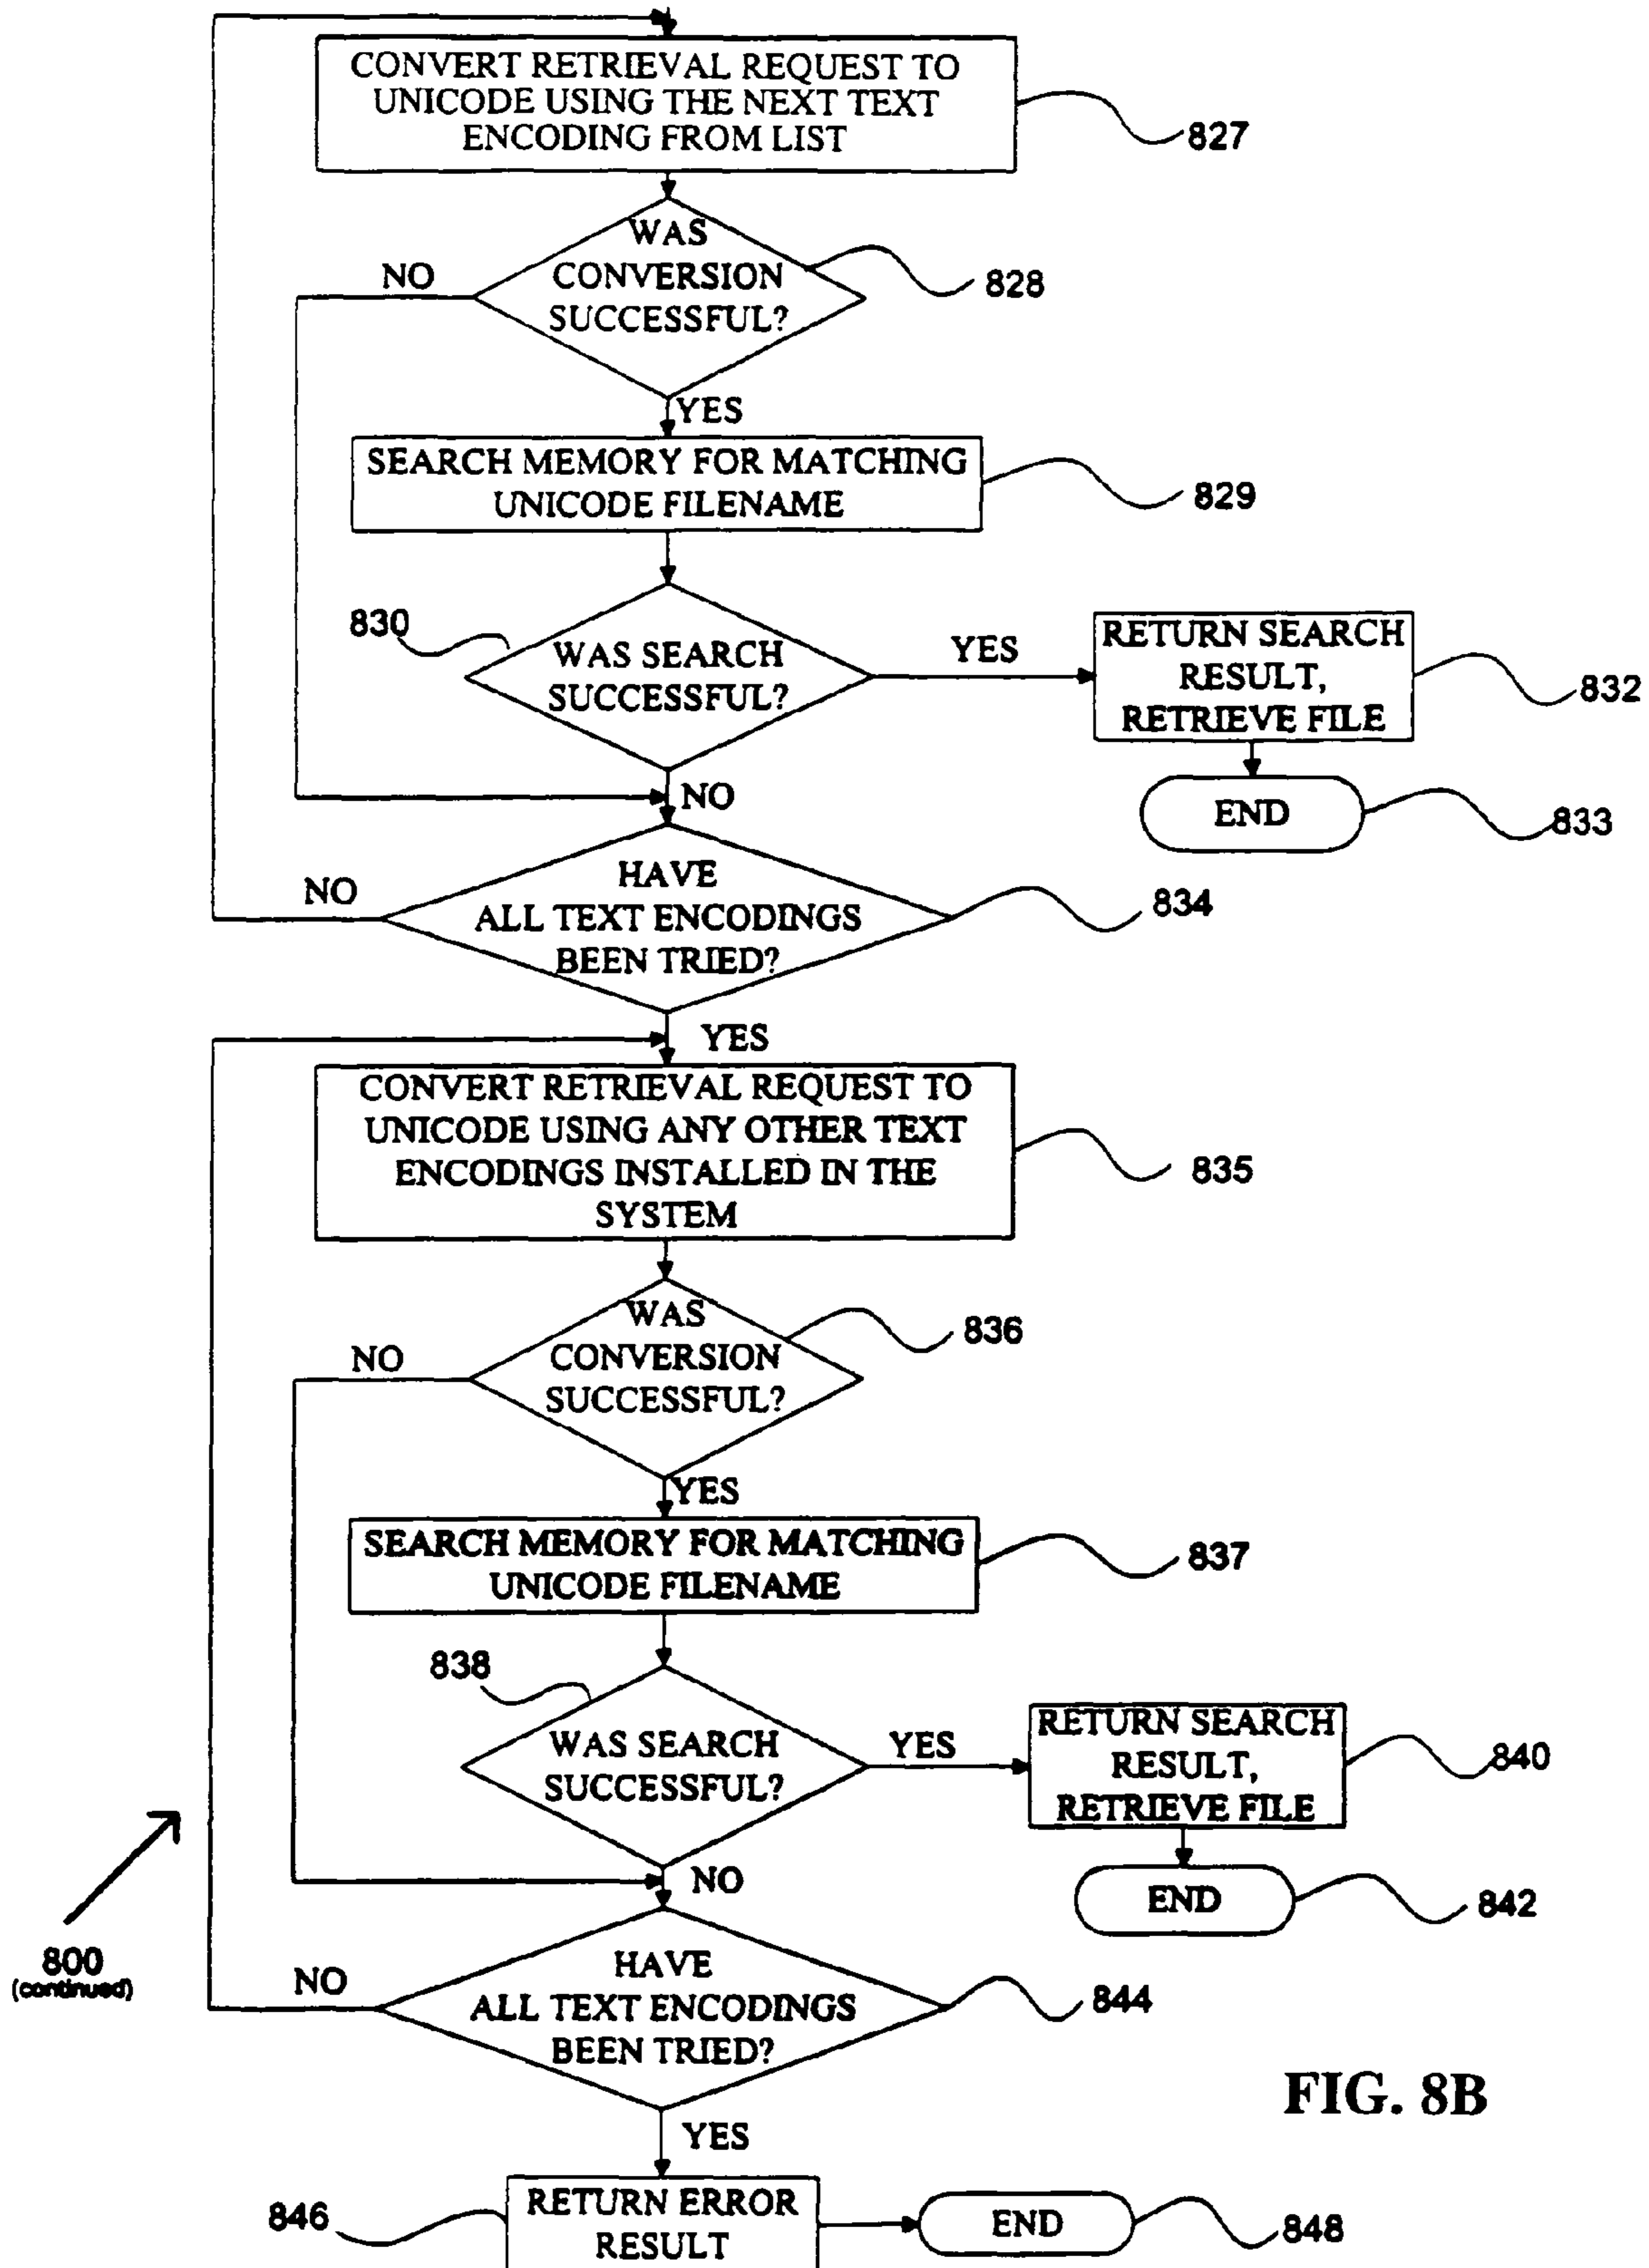 CONVERT RETRIEVAL REQUEST TO
UNICODE USING THE NEXT TEXT
ENCODING FROM LIST
827
WAS
CONVERSION
SUCCESSFUL?
828
NO
YES
SEARCH MEMORY FOR MATCHING
UNICODE FILENAME
829
830
WAS SEARCH
SUCCESSFUL?
YES
RETURN SEARCH
RESULT,
RETRIEVE FILE
832
END
833
NO
HAVE
ALL TEXT ENCODINGS
BEEN TRIED?
834
NO
YES
CONVERT RETRIEVAL REQUEST TO
UNICODE USING ANY OTHER TEXT
ENCODINGS INSTALLED IN THE
SYSTEM
835
WAS
CONVERSION
SUCCESSFUL?
836
NO
YES
SEARCH MEMORY FOR MATCHING
UNICODE FILENAME
837
838
WAS SEARCH
SUCCESSFUL?
YES
RETURN SEARCH
RESULT,
RETRIEVE FILE
840
END
842
NO
800
(continued)
HAVE
ALL TEXT ENCODINGS
BEEN TRIED?
844
NO
YES
FIG. 8B
846
RETURN ERROR
RESULT
END
848